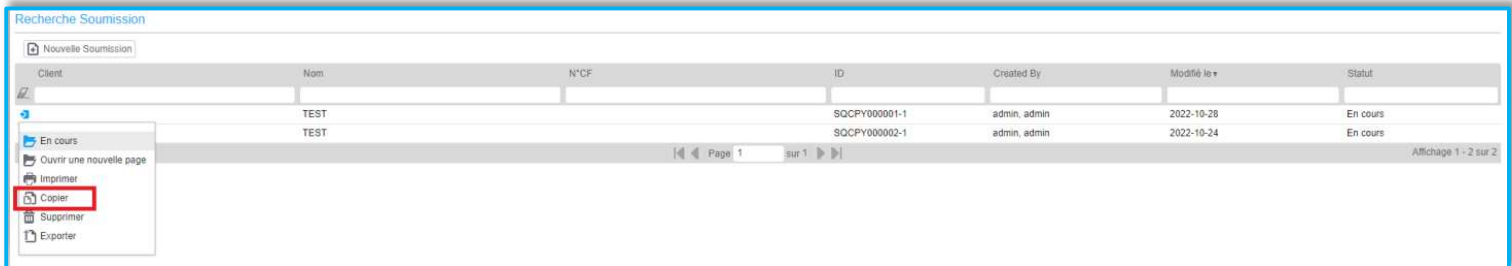 Recherche Soumission
Nouvelle Soumission
Client Nom N°CF ID Created By Modifié le Statut
TEST SQCPY000001-1 admin, admin 2022-10-28 En cours
TEST SQCPY000002-1 admin, admin 2022-10-24 En cours
Page 1 sur 1 Affichage 1 - 2 sur 2
En cours
Ouvrir une nouvelle page
Imprimer
Copier
Supprimer
Exporter